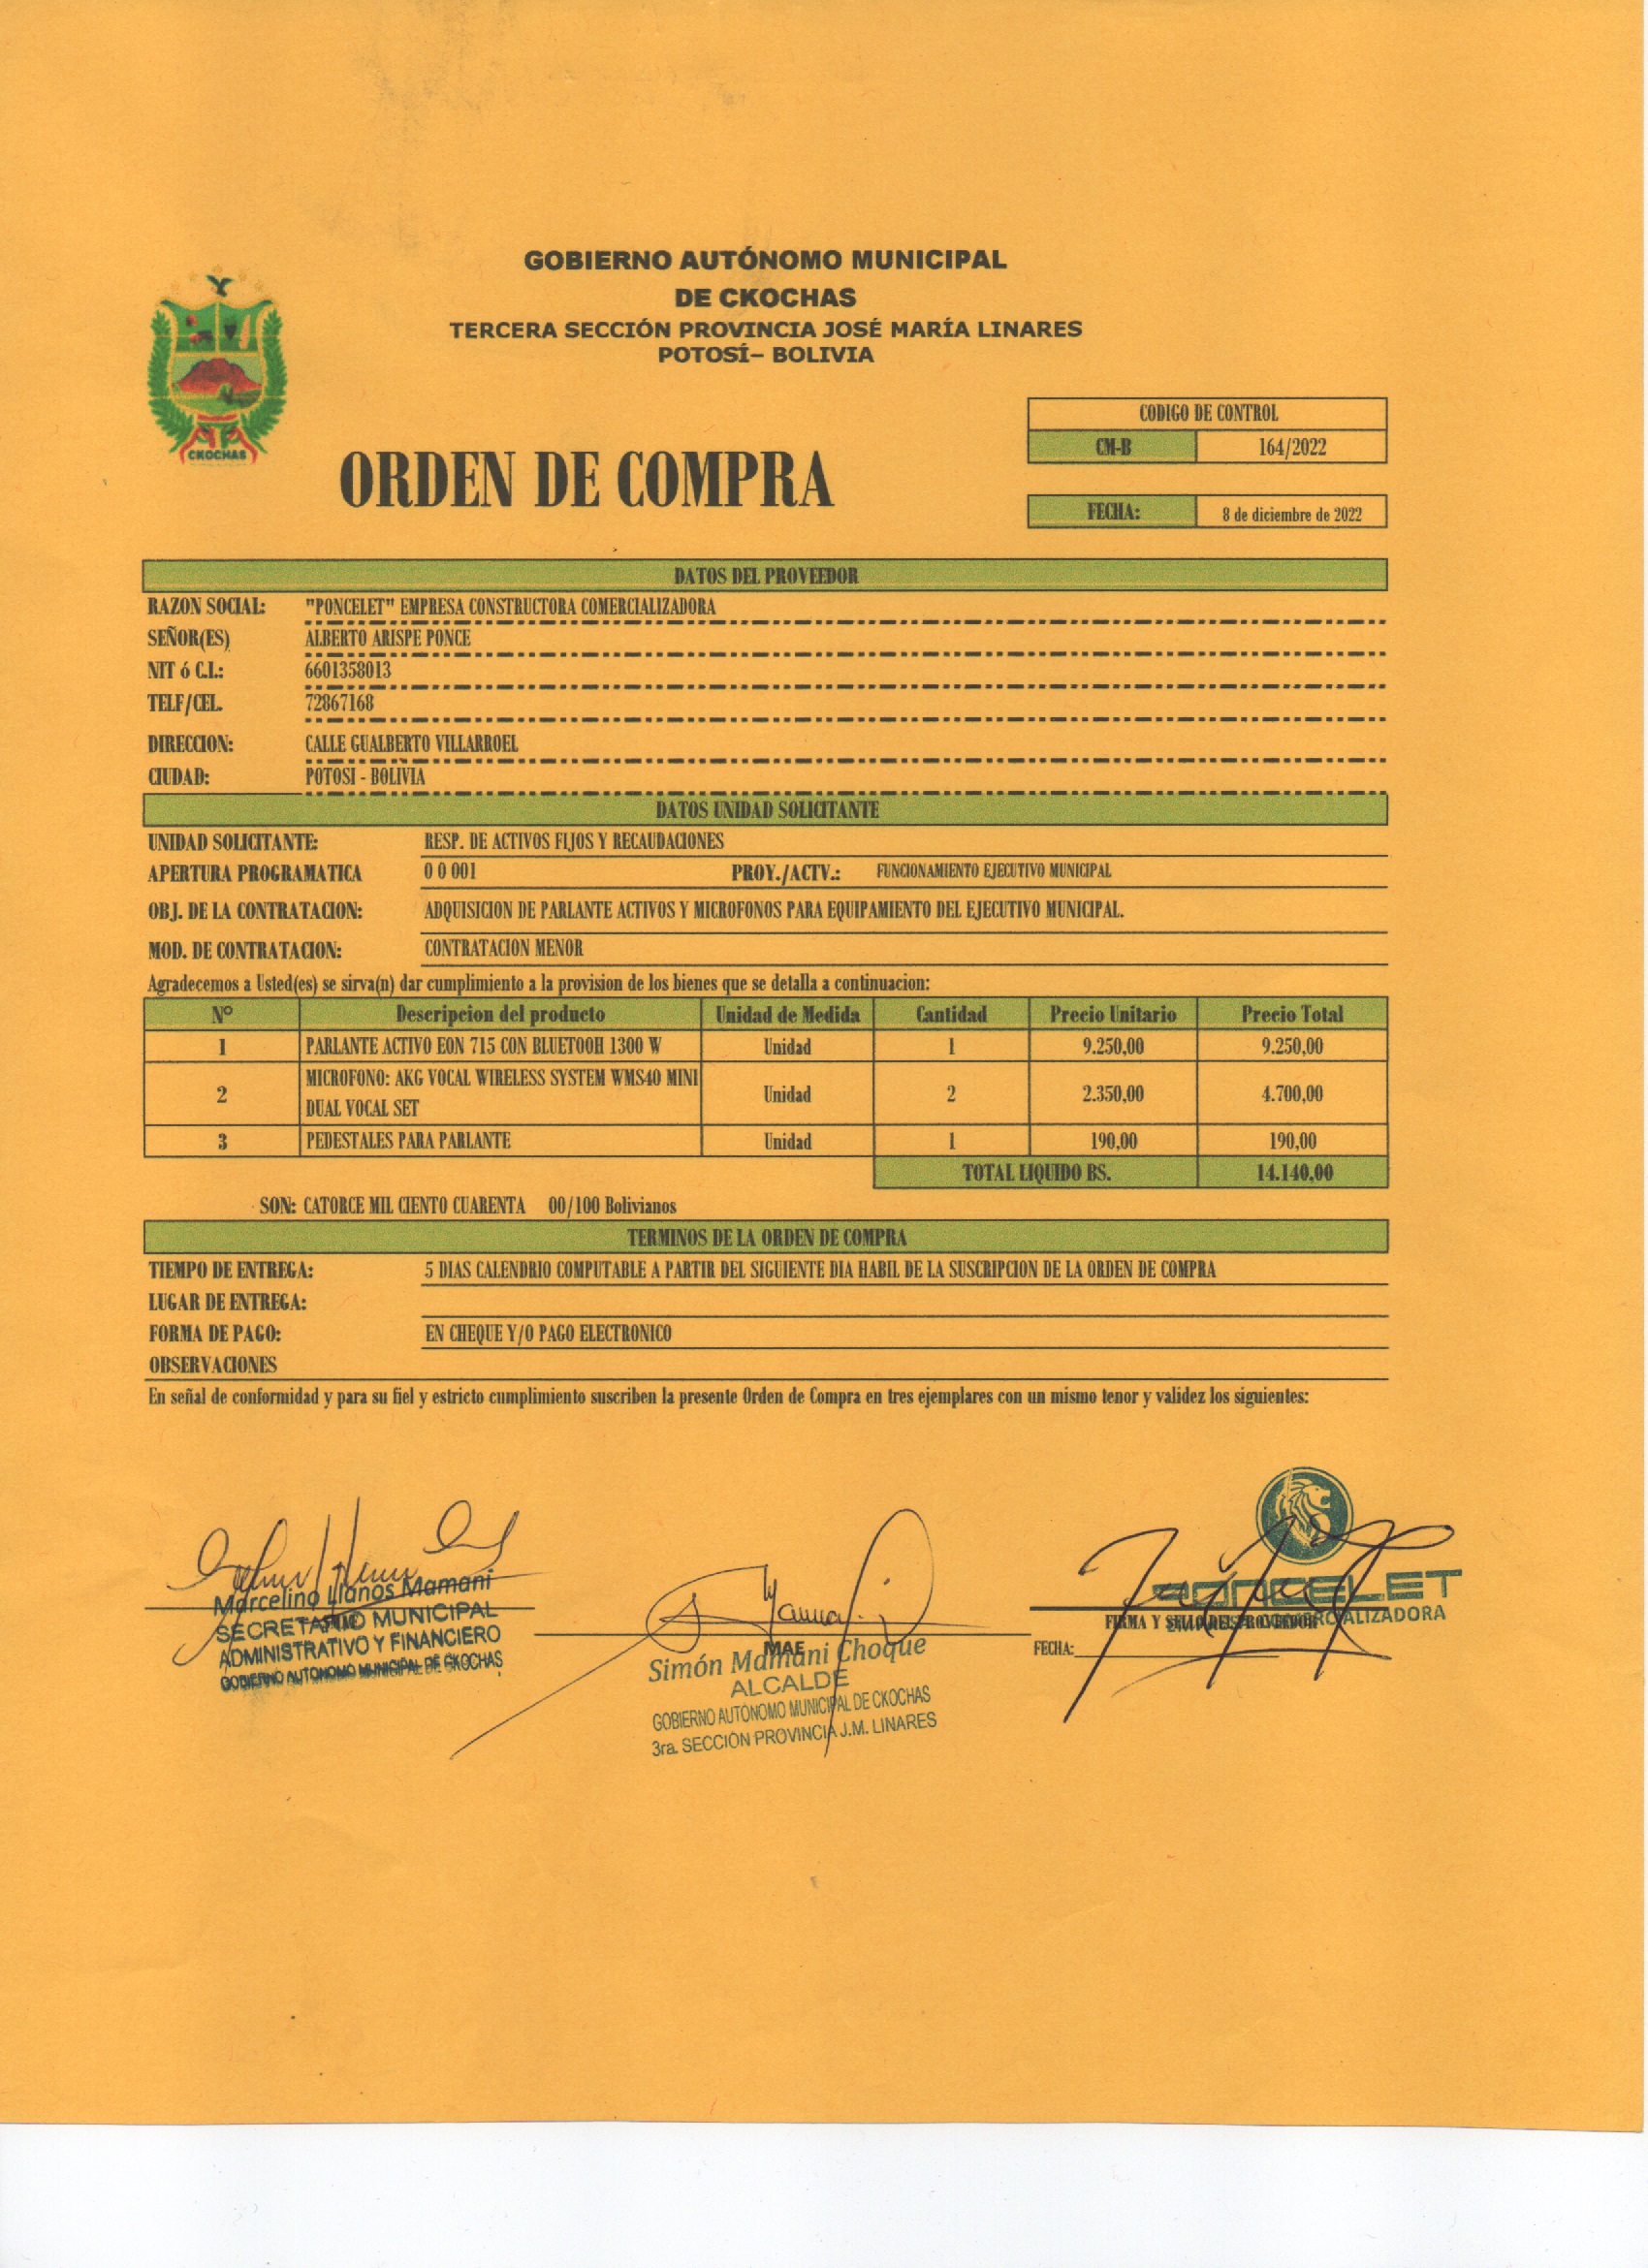 GOBIERNO AUTÓNOMO MUNICIPAL
DE CKOCHAS
TERCERA SECCIÓN PROVINCIA JOSÉ MARÍA LINARES
POTOSÍ– BOLIVIA
CKOCHAS
CODIGO DE CONTROL
CM-B 164/2022
ORDEN DE COMPRA
FECHA: 8 de diciembre de 2022
DATOS DEL PROVEEDOR
RAZON SOCIAL: "PONCELET" EMPRESA CONSTRUCTORA COMERCIALIZADORA
SEÑOR(ES) ALBERTO ARISPE PONCE
NIT ó C.I.: 6601358013
TELF/CEL. 72867168
DIRECCION: CALLE GUALBERTO VILLARROEL
CIUDAD: POTOSI - BOLIVIA
DATOS UNIDAD SOLICITANTE
UNIDAD SOLICITANTE: RESP. DE ACTIVOS FIJOS Y RECAUDACIONES
APERTURA PROGRAMATICA 0 0 001 PROY./ACTV.: FUNCIONAMIENTO EJECUTIVO MUNICIPAL
OBJ. DE LA CONTRATACION: ADQUISICION DE PARLANTE ACTIVOS Y MICROFONOS PARA EQUIPAMIENTO DEL EJECUTIVO MUNICIPAL.
MOD. DE CONTRATACION: CONTRATACION MENOR
Agradecemos a Usted(es) se sirva(n) dar cumplimiento a la provision de los bienes que se detalla a continuacion:
Nº Descripcion del producto Unidad de Medida Cantidad Precio Unitario Precio Total
1 PARLANTE ACTIVO EON 715 CON BLUETOOH 1300 W Unidad 1 9.250,00 9.250,00
MICROFONO: AKG VOCAL WIRELESS SYSTEM WMS40 MINI
2 DUAL VOCAL SET Unidad 2 2.350,00 4.700,00
3 PEDESTALES PARA PARLANTE Unidad 1 190,00 190,00
TOTAL LIQUIDO BS. 14.140,00
SON: CATORCE MIL CIENTO CUARENTA 00/100 Bolivianos
TERMINOS DE LA ORDEN DE COMPRA
TIEMPO DE ENTREGA: 5 DIAS CALENDRIO COMPUTABLE A PARTIR DEL SIGUIENTE DIA HABIL DE LA SUSCRIPCION DE LA ORDEN DE COMPRA
LUGAR DE ENTREGA:
FORMA DE PAGO: EN CHEQUE Y/O PAGO ELECTRONICO
OBSERVACIONES
En señal de conformidad y para su fiel y estricto cumplimiento suscriben la presente Orden de Compra en tres ejemplares con un mismo tenor y validez los siguientes:
Marcelino Llanos Mamani
SECRETARIO MUNICIPAL
ADMINISTRATIVO Y FINANCIERO
GOBIERNO AUTONOMO MUNICIPAL DE CKOCHAS
MAE
Simón Mamani Choque
ALCALDE
GOBIERNO AUTÓNOMO MUNICIPAL DE CKOCHAS
3ra. SECCIÓN PROVINCIA J.M. LINARES
PONCELET
COMERCIALIZADORA
FIRMA Y SELLO DEL PROVEEDOR
FECHA: